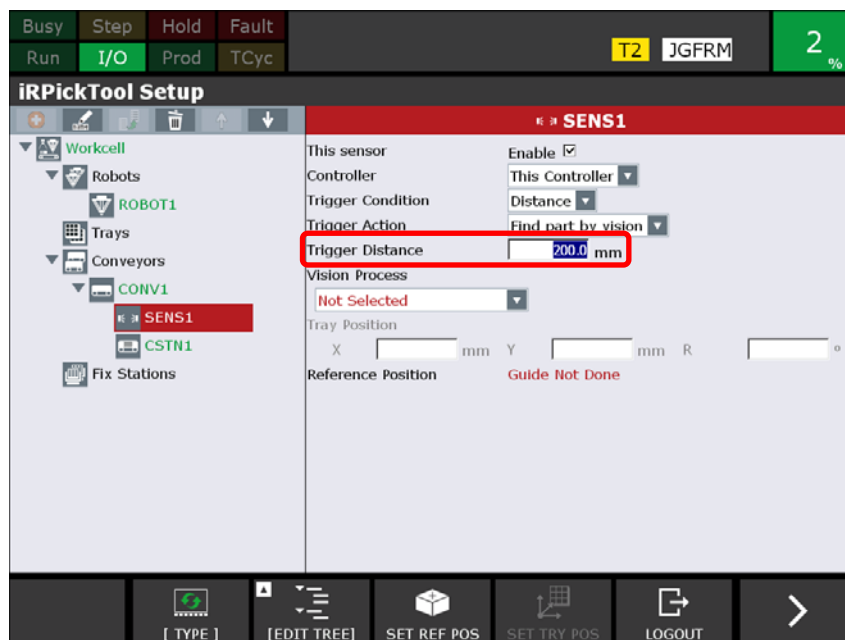 Busy Step Hold Fault
Run I/O Prod TCyc
T2 JGFRM
2 %
iRPickTool Setup
SENS1
Workcell
Robots
ROBOT1
Trays
Conveyors
CONV1
SENS1
CSTN1
Fix Stations
This sensor Enable
Controller This Controller
Trigger Condition Distance
Trigger Action Find part by vision
Trigger Distance 200.0 mm
Vision Process
Not Selected
Tray Position
X mm Y mm R °
Reference Position Guide Not Done
[ TYPE ] [EDIT TREE] SET REF POS SET TRY POS LOGOUT